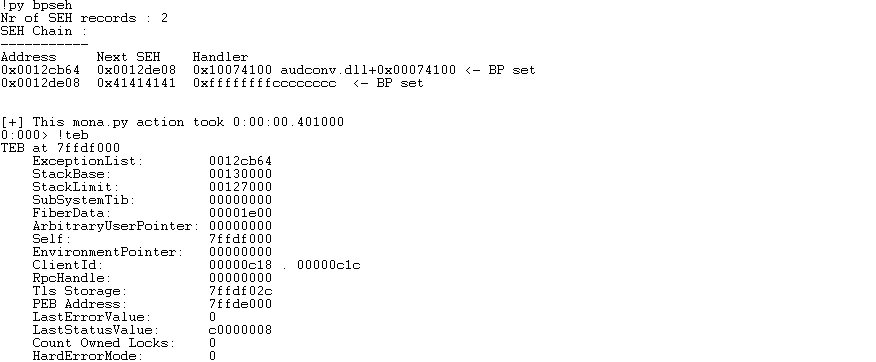 !py bpseh
Nr of SEH records : 2
SEH Chain :
-----------
Address     Next SEH    Handler
0x0012cb64  0x0012de08  0x10074100 audconv.dll+0x00074100 <- BP set
0x0012de08  0x41414141  0xffffffffcccccccc  <- BP set
[+] This mona.py action took 0:00:00.401000
0:000> !teb
TEB at 7ffdf000
    ExceptionList:        0012cb64
    StackBase:            00130000
    StackLimit:           00127000
    SubSystemTib:         00000000
    FiberData:            00001e00
    ArbitraryUserPointer: 00000000
    Self:                 7ffdf000
    EnvironmentPointer:   00000000
    ClientId:             00000c18 . 00000c1c
    RpcHandle:            00000000
    Tls Storage:          7ffdf02c
    PEB Address:          7ffde000
    LastErrorValue:       0
    LastStatusValue:      c0000008
    Count Owned Locks:    0
    HardErrorMode:        0